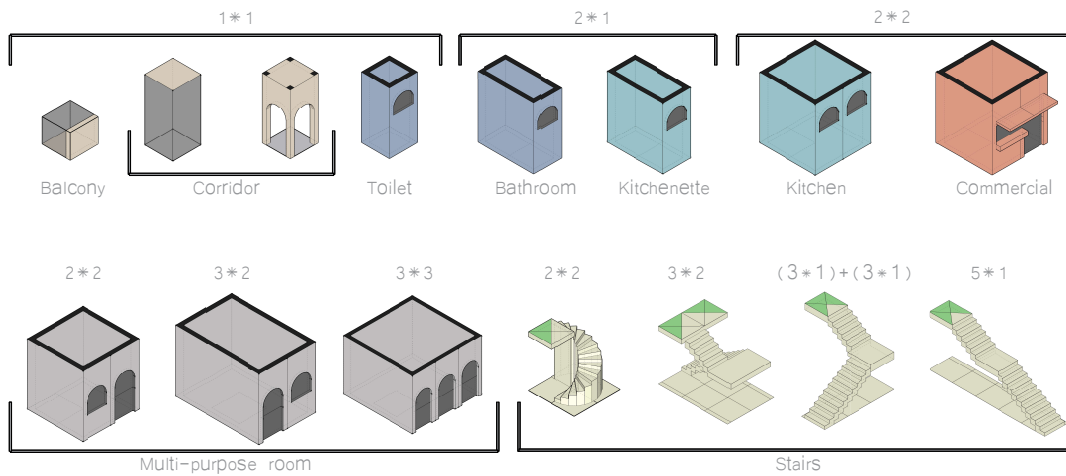 1*1 2*1 2*2
Balcony Corridor Toilet Bathroom Kitchenette Kitchen Commercial
2*2 3*2 3*3 2*2 3*2 (3*1)+(3*1) 5*1
Multi-purpose room Stairs